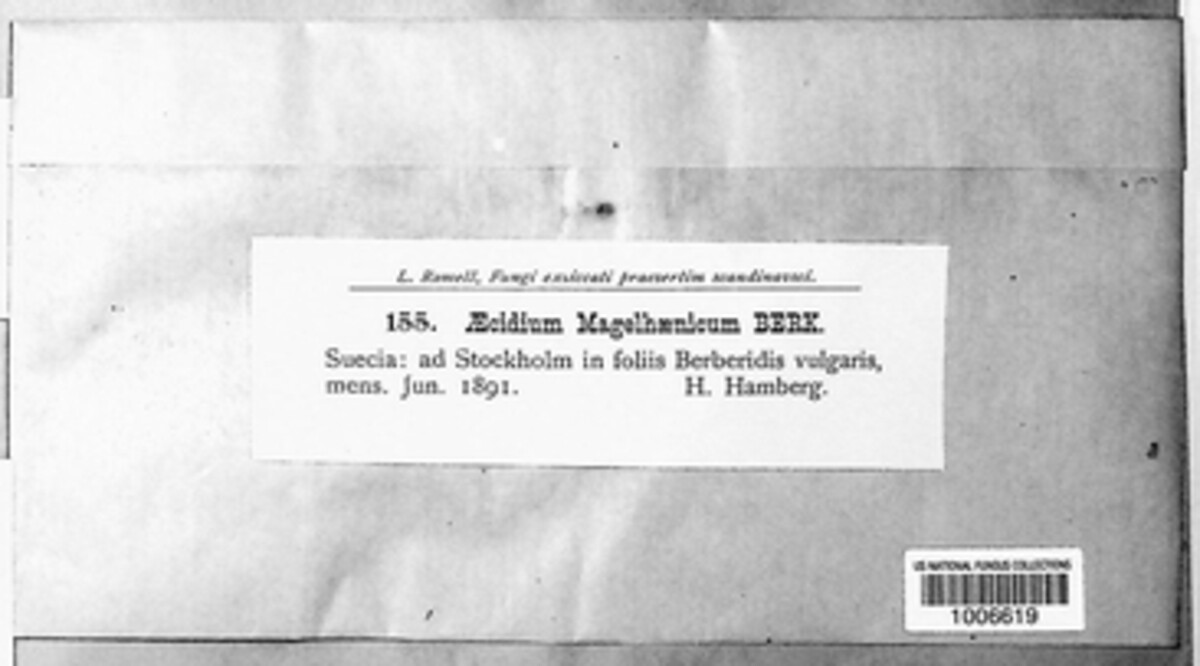 L. Romell, Fungi exsiccati praesertim scandinavici.
155. Æcidium Magelhænicum BERK.
Suecia: ad Stockholm in foliis Berberidis vulgaris,
mens. Jun. 1891. H. Hamberg.
US NATIONAL FUNGUS COLLECTIONS
1006619